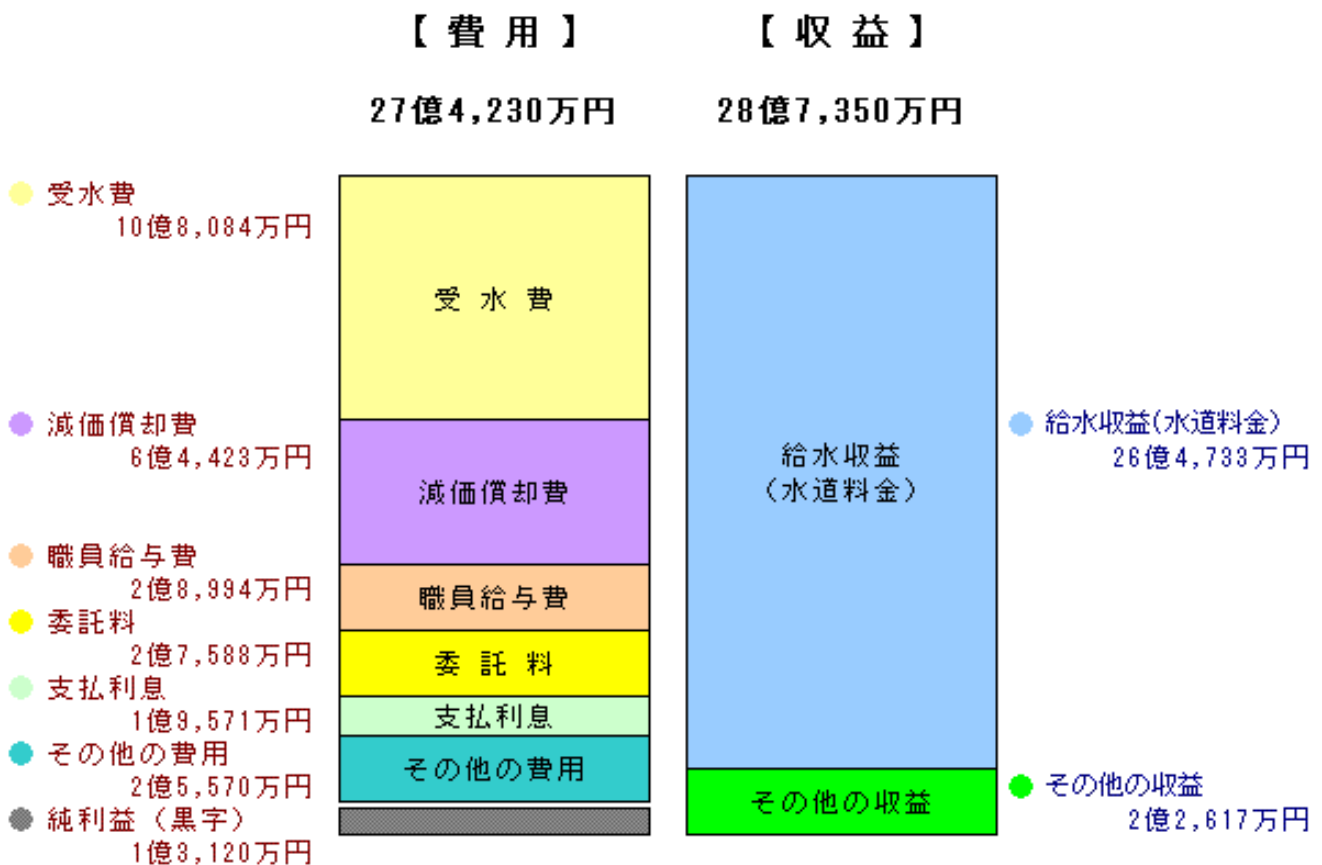 【 費 用 】
【 収 益 】
27億4,230万円
28億7,350万円
受水費
10億8,084万円
減価償却費
6億4,423万円
職員給与費
2億8,994万円
委託料
2億7,588万円
支払利息
1億9,571万円
その他の費用
2億5,570万円
純利益（黒字）
1億3,120万円
受 水 費
減価償却費
職員給与費
委 託 料
支払利息
その他の費用
給水収益
（水道料金）
その他の収益
給水収益(水道料金)
26億4,733万円
その他の収益
2億2,617万円